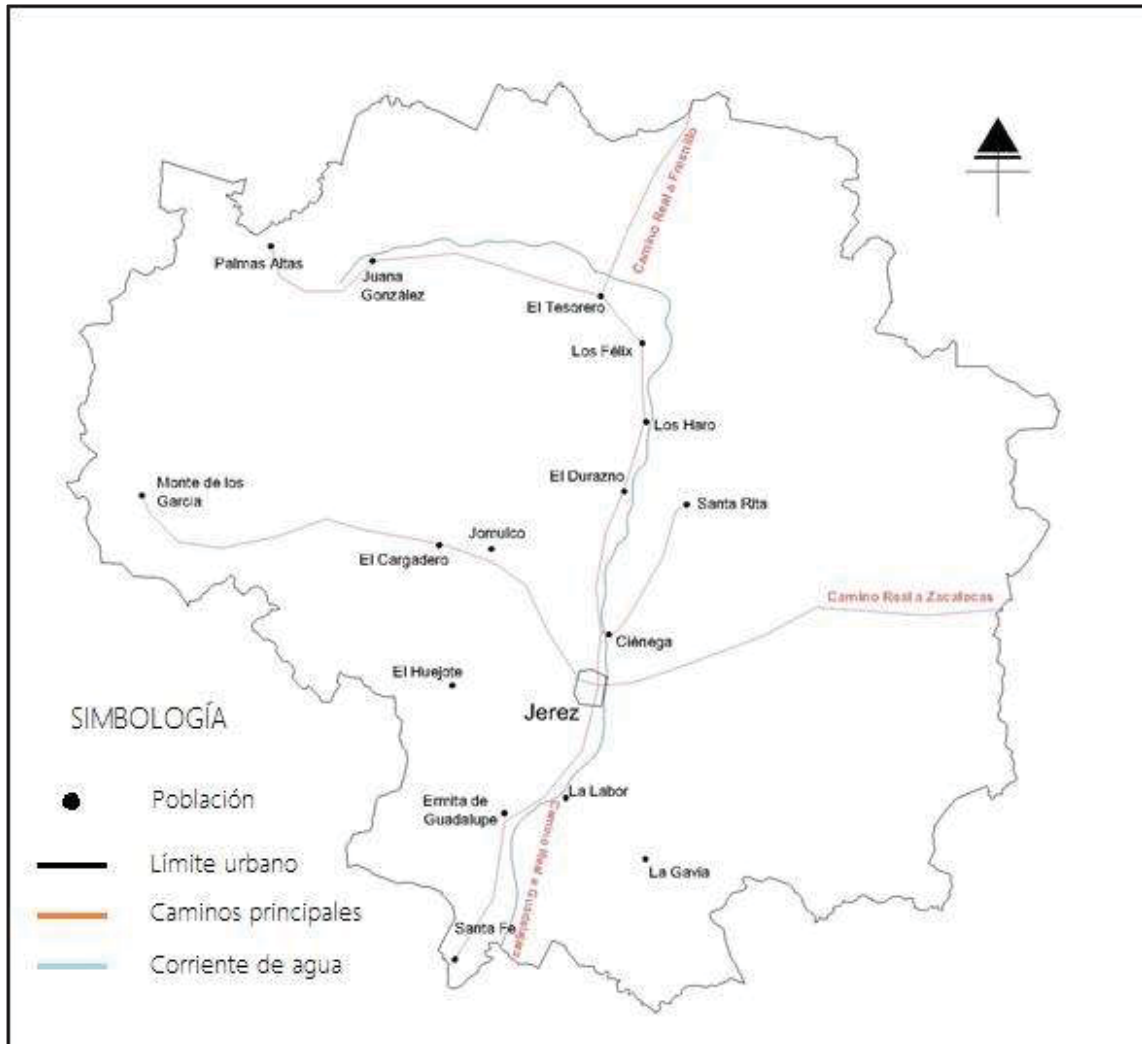 Camino Real a Fresnillo
Palmas Altas
Juana
González
El Tesorero
Los Félix
Los Haro
El Durazno
Monte de los
García
Santa Rita
Jomulco
El Cargadero
Camino Real a Zacatecas
Ciénega
El Huejote
Jerez
SIMBOLOGÍA
Población
Límite urbano
Caminos principales
Corriente de agua
La Labor
Ermita de
Guadalupe
Camino Real a Guadalajara
La Gavia
Santa Fe